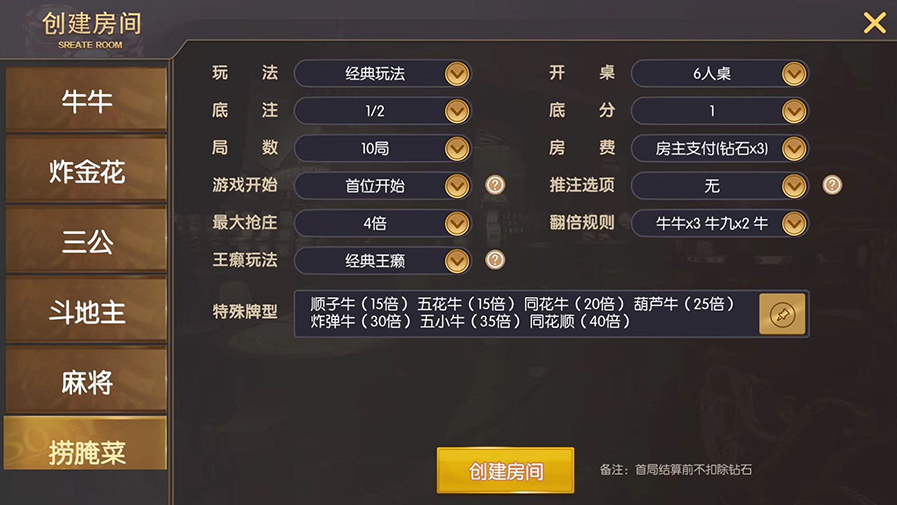 创建房间
SREATE ROOM
牛牛
炸金花
三公
斗地主
麻将
捞腌菜
玩法 经典玩法 开桌 6人桌
底注 1/2 底分 1
局数 10局 房费 房主支付(钻石x3)
游戏开始 首位开始 ? 推注选项 无 ?
最大抢庄 4倍 翻倍规则 牛牛x3 牛九x2 牛
王癞玩法 经典王癞 ?
特殊牌型 顺子牛（15倍）五花牛（15倍）同花牛（20倍）葫芦牛（25倍）
炸弹牛（30倍）五小牛（35倍）同花顺（40倍）
创建房间 备注：首局结算前不扣除钻石